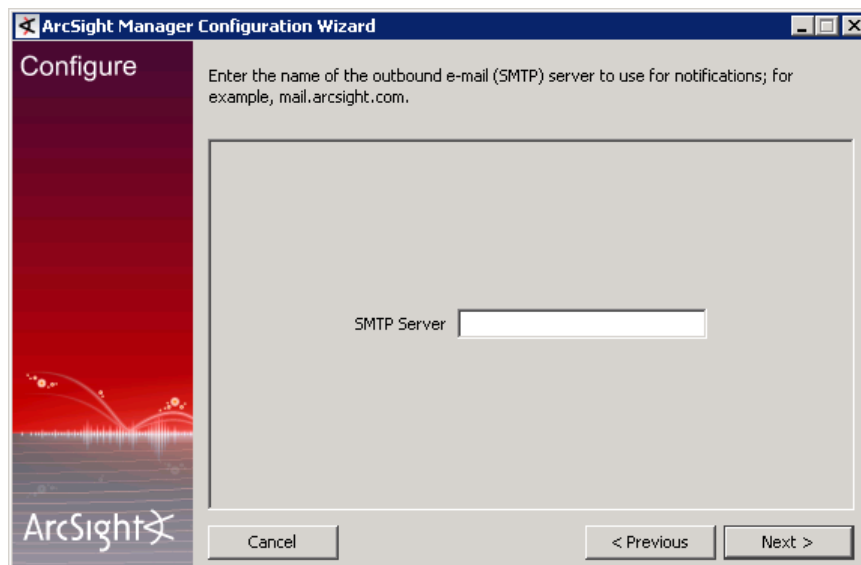 ArcSight Manager Configuration Wizard
Configure
Enter the name of the outbound e-mail (SMTP) server to use for notifications; for
example, mail.arcsight.com.
SMTP Server
ArcSight
Cancel
< Previous
Next >